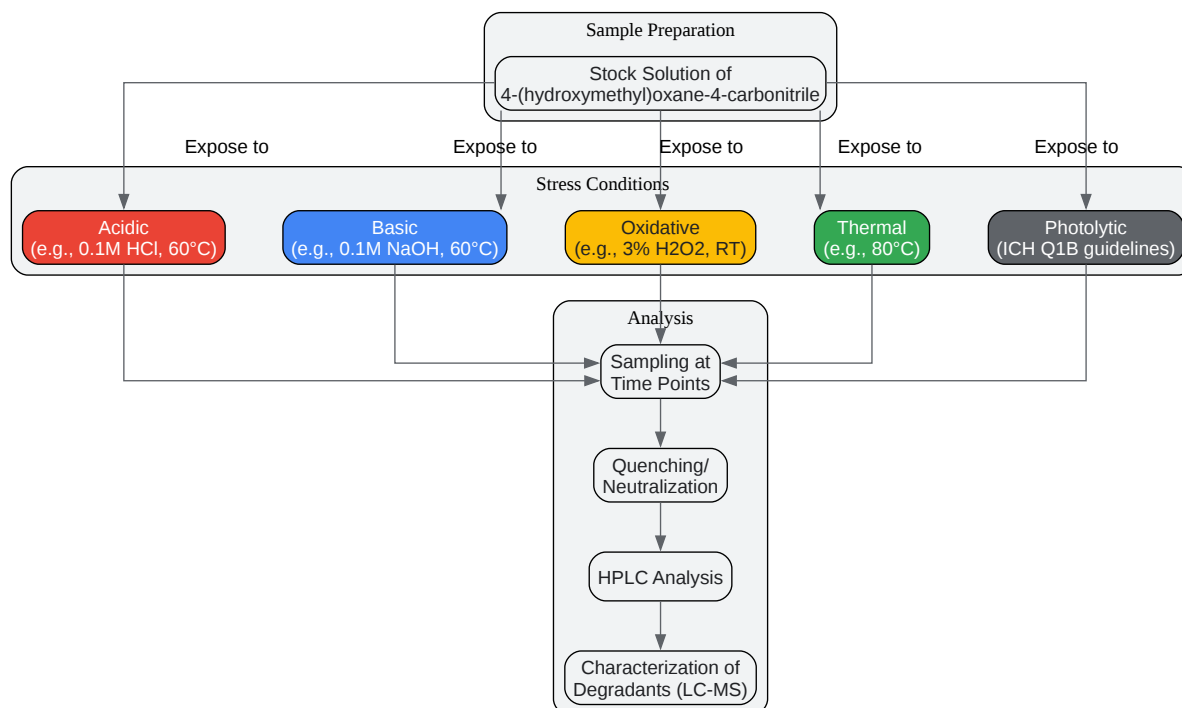 Sample Preparation
Stock Solution of
4-(hydroxymethyl)oxane-4-carbonitrile
Expose to
Expose to
Expose to
Expose to
Expose to
Stress Conditions
Acidic
(e.g., 0.1M HCl, 60°C)
Basic
(e.g., 0.1M NaOH, 60°C)
Oxidative
(e.g., 3% H2O2, RT)
Thermal
(e.g., 80°C)
Photolytic
(ICH Q1B guidelines)
Analysis
Sampling at
Time Points
Quenching/
Neutralization
HPLC Analysis
Characterization of
Degradants (LC-MS)